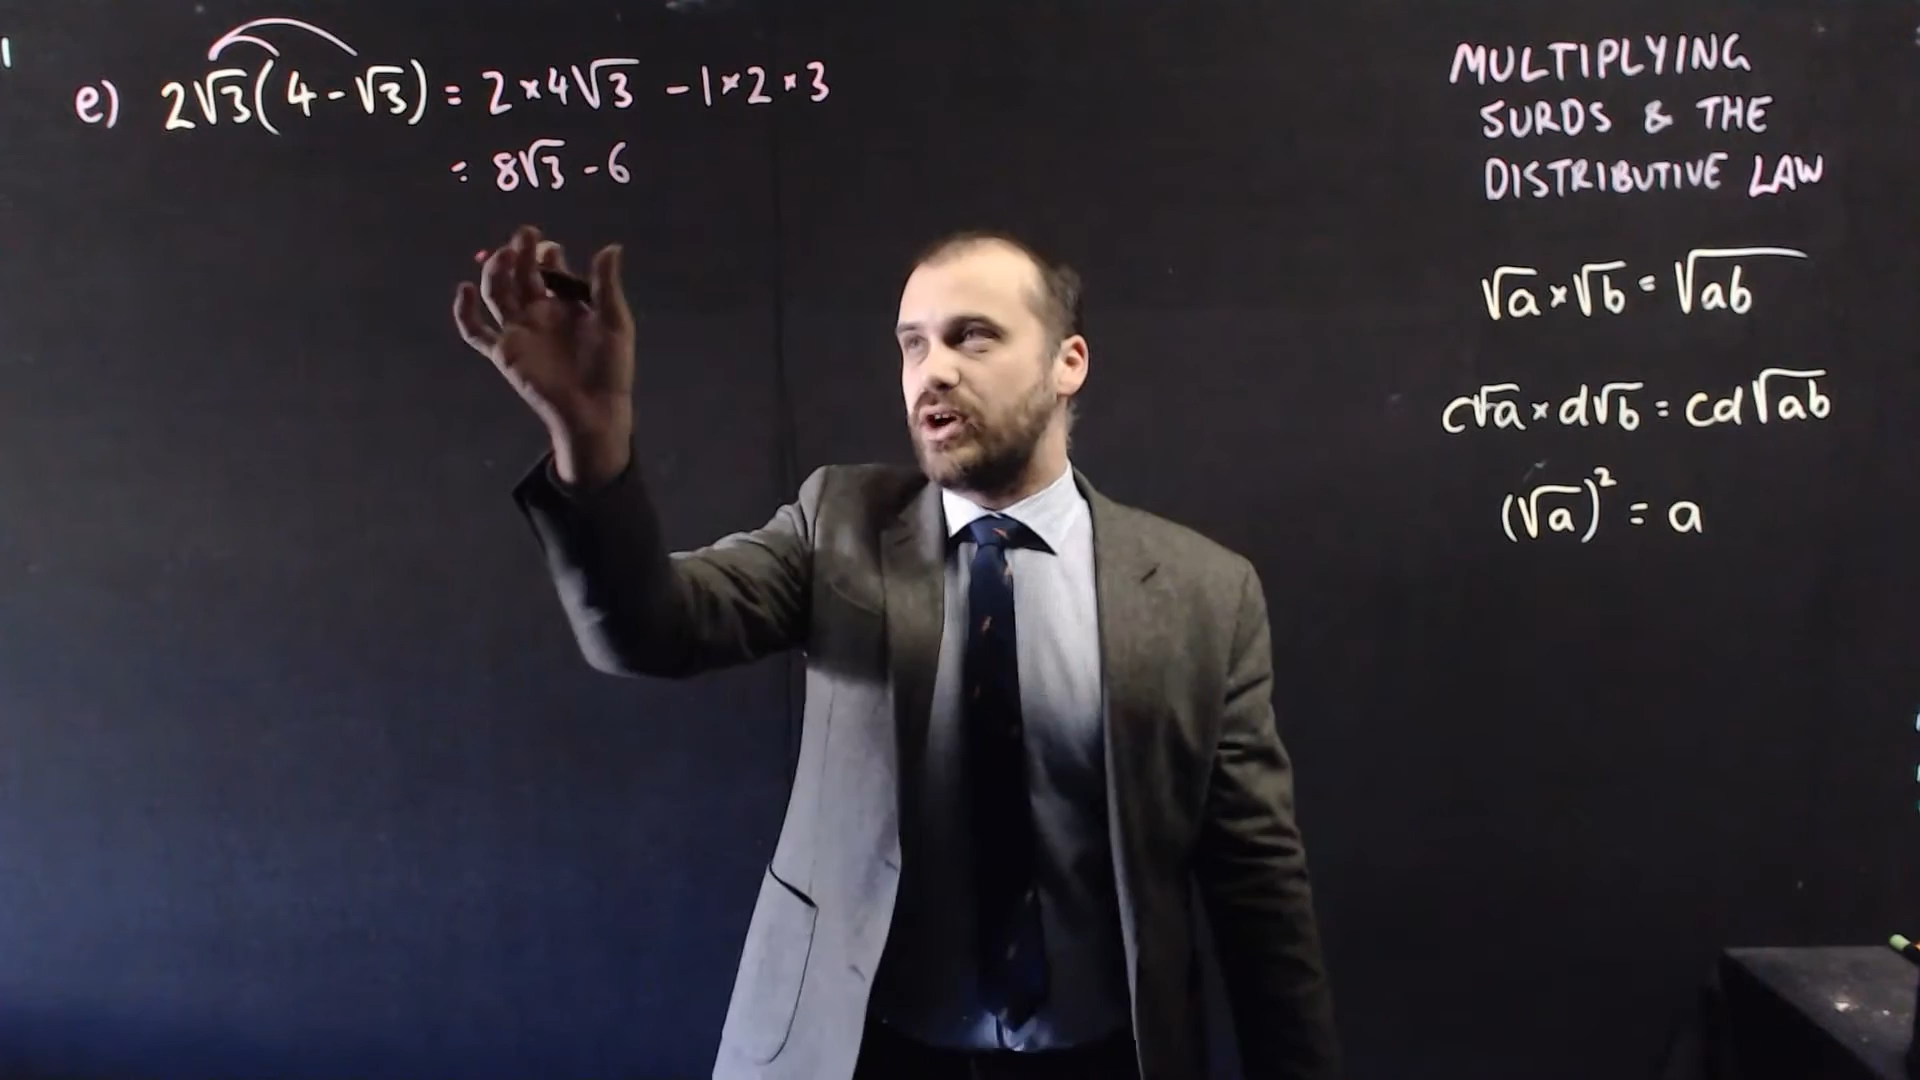 e) 2√3(4-√3) = 2×4√3 -1×2×3
= 8√3 - 6
MULTIPLYING
SURDS & THE
DISTRIBUTIVE LAW
√a × √b = √ab
c√a × d√b = cd√ab
(√a)² = a